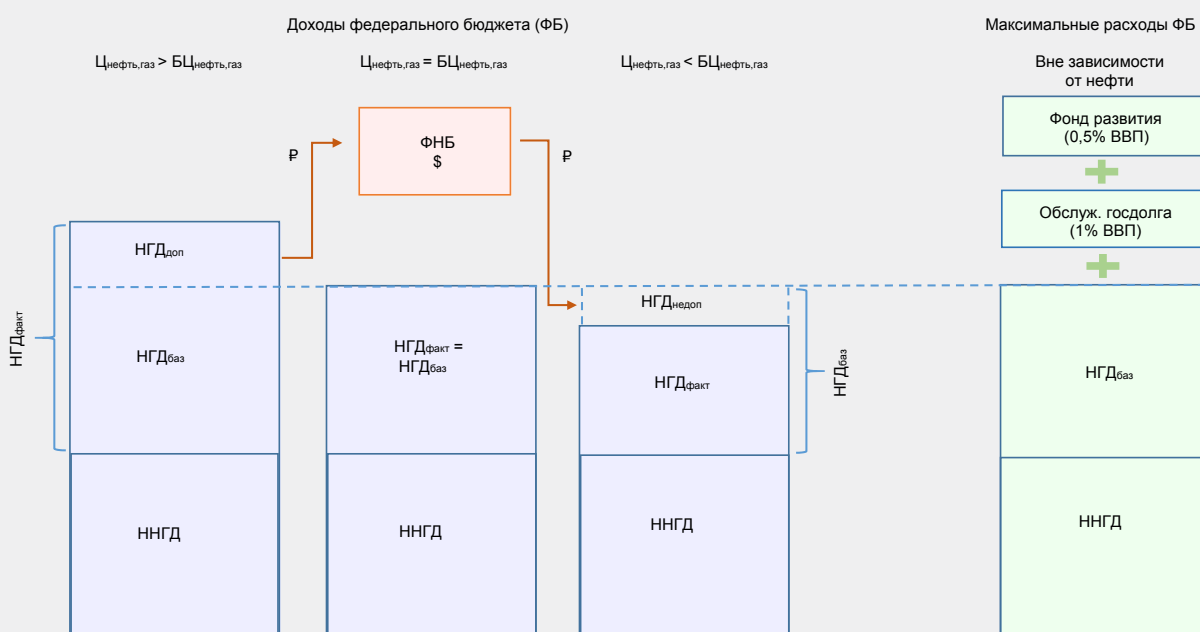 Доходы федерального бюджета (ФБ)
Максимальные расходы ФБ
Цнефть,газ > БЦнефть,газ
Цнефть,газ = БЦнефть,газ
Цнефть,газ < БЦнефть,газ
Вне зависимости
от нефти
₽
ФНБ
$
₽
Фонд развития
(0,5% ВВП)
Обслуж. госдолга
(1% ВВП)
НГДфакт
НГДдоп
НГДбаз
ННГД
НГДфакт =
НГДбаз
ННГД
НГДнедоп
НГДфакт
ННГД
НГДбаз
НГДбаз
ННГД